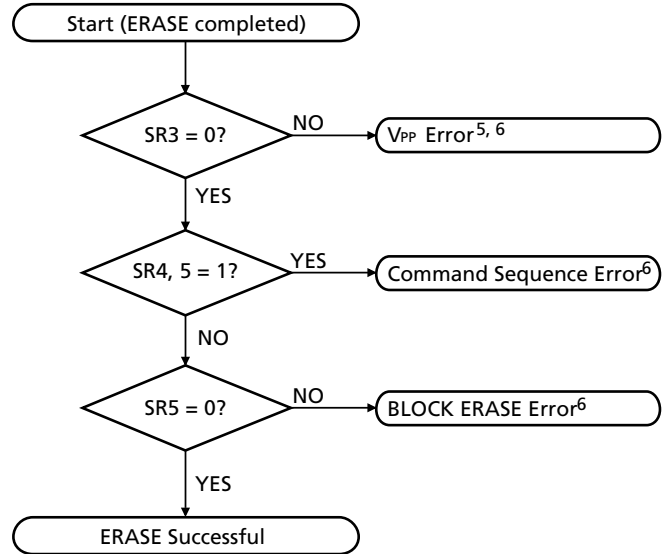 Start (ERASE completed)
SR3 = 0?
NO
VPP Error5, 6
YES
SR4, 5 = 1?
YES
Command Sequence Error6
NO
SR5 = 0?
NO
BLOCK ERASE Error6
YES
ERASE Successful